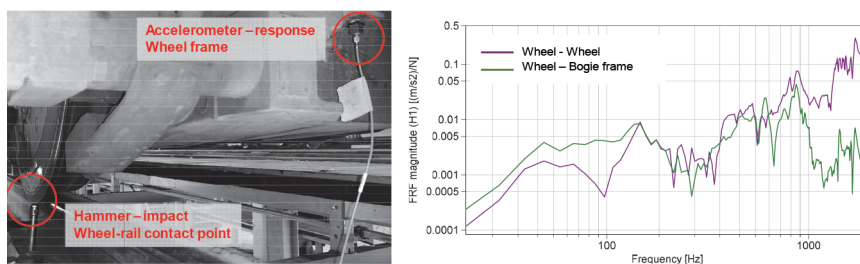 Accelerometer – response
Wheel frame
Hammer – impact
Wheel-rail contact point
FRF magnitude (H1) [(m/s2)/N]
0.5
0.1
0.05
0.01
0.005
0.001
0.0005
0.0001
Wheel - Wheel
Wheel – Bogie frame
100
1000
Frequency [Hz]